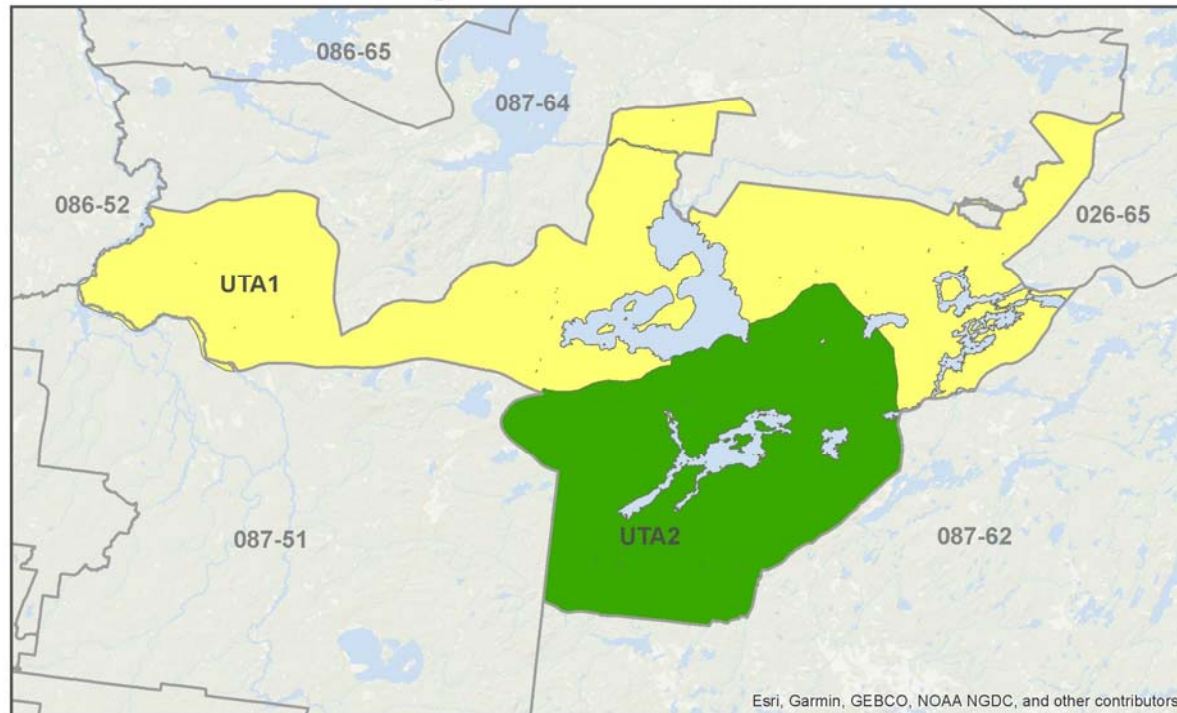 086-65
087-64
086-52
026-65
UTA1
087-51
UTA2
087-62
Esri, Garmin, GEBCO, NOAA NGDC, and other contributors